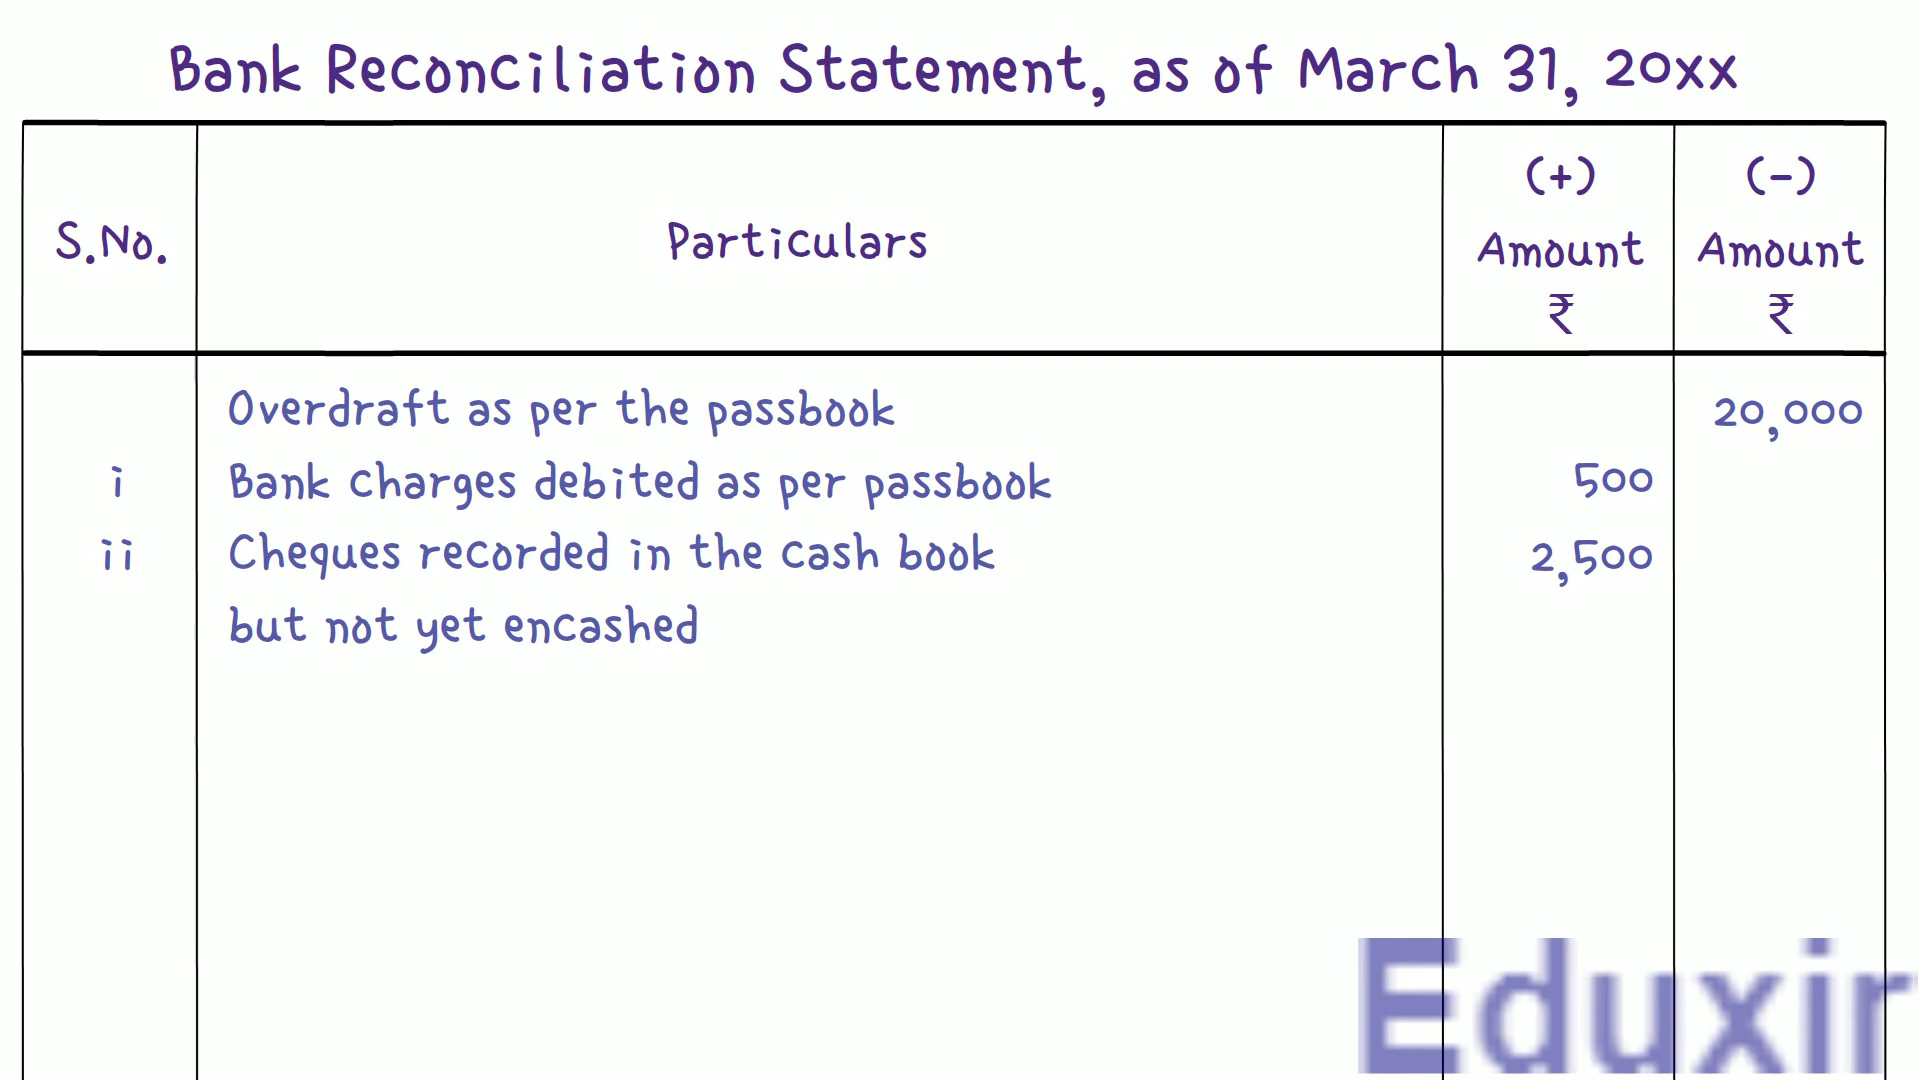 Bank Reconciliation Statement, as of March 31, 20xx
S.No. Particulars (+) Amount ₹ (-) Amount ₹
Overdraft as per the passbook 20,000
i Bank charges debited as per passbook 500
ii Cheques recorded in the cash book 2,500
but not yet encashed
Eduxir